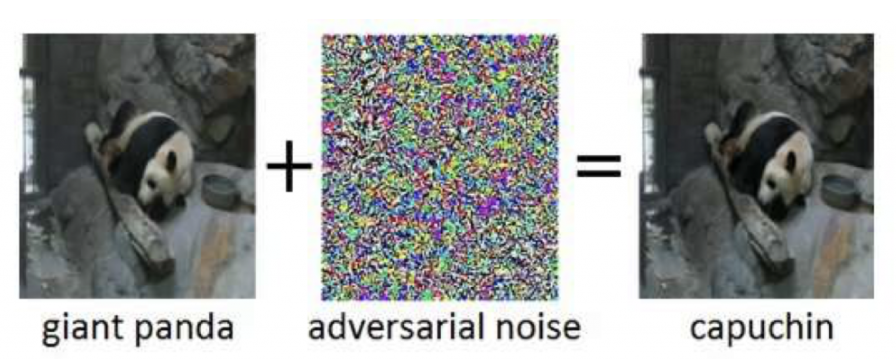 +
=
giant panda
adversarial noise
capuchin